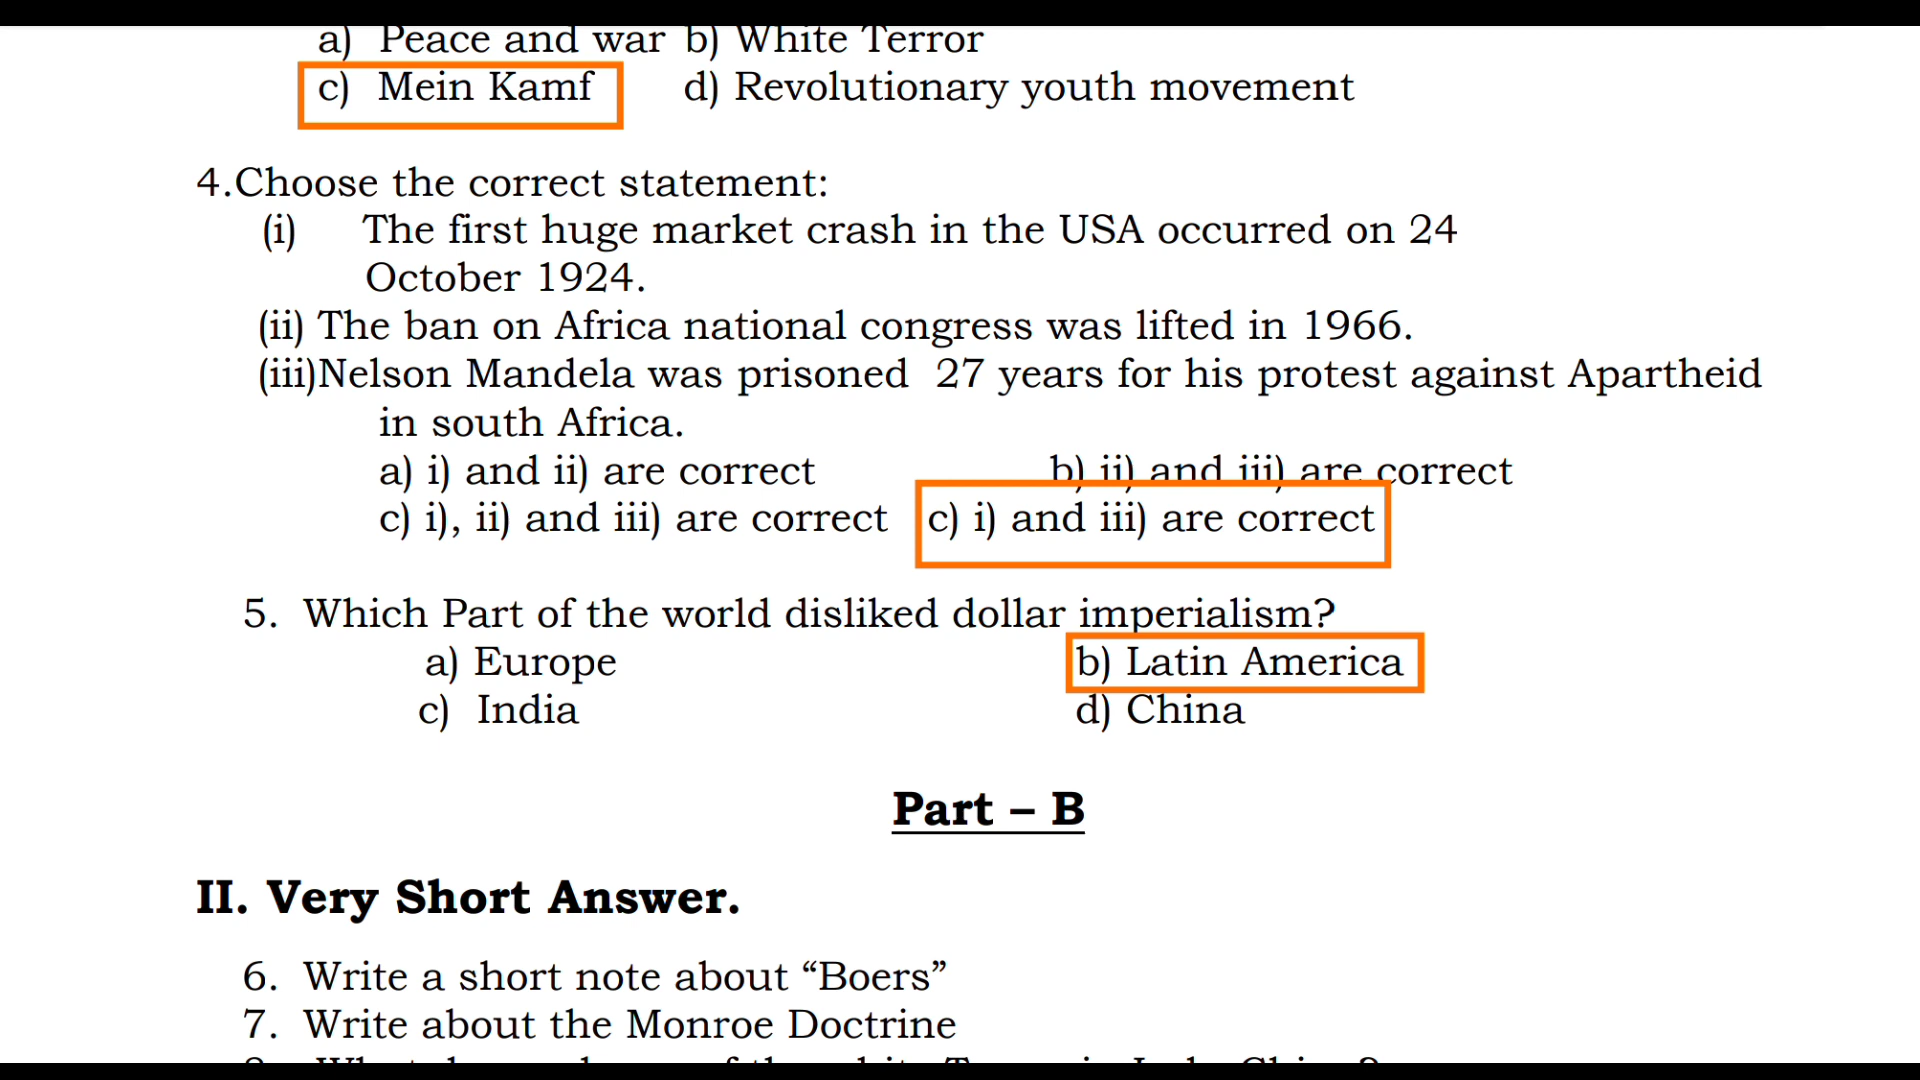 a) Peace and war b) White Terror
c) Mein Kamf d) Revolutionary youth movement
4.Choose the correct statement:
(i) The first huge market crash in the USA occurred on 24
October 1924.
(ii) The ban on Africa national congress was lifted in 1966.
(iii)Nelson Mandela was prisoned 27 years for his protest against Apartheid
in south Africa.
a) i) and ii) are correct b) ii) and iii) are correct
c) i), ii) and iii) are correct c) i) and iii) are correct
5. Which Part of the world disliked dollar imperialism?
a) Europe b) Latin America
c) India d) China
Part – B
II. Very Short Answer.
6. Write a short note about “Boers”
7. Write about the Monroe Doctrine